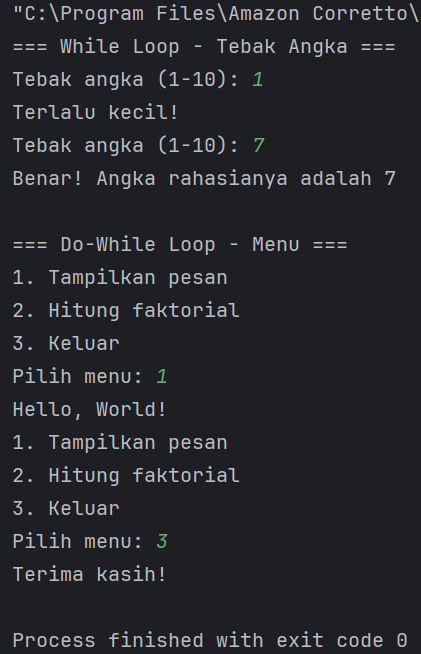 "C:\Program Files\Amazon Corretto\
=== While Loop - Tebak Angka ===
Tebak angka (1-10): 1
Terlalu kecil!
Tebak angka (1-10): 7
Benar! Angka rahasianya adalah 7
=== Do-While Loop - Menu ===
1. Tampilkan pesan
2. Hitung faktorial
3. Keluar
Pilih menu: 1
Hello, World!
1. Tampilkan pesan
2. Hitung faktorial
3. Keluar
Pilih menu: 3
Terima kasih!
Process finished with exit code 0